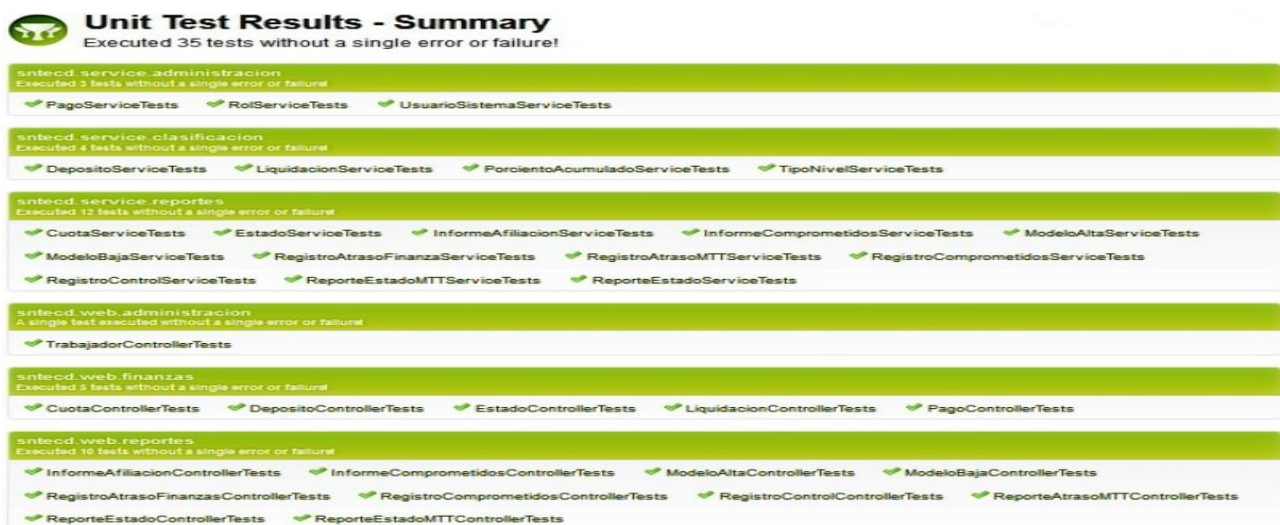 Unit Test Results - Summary
Executed 35 tests without a single error or failure!
sntecd.service.administracion
Executed 3 tests without a single error or failure!
PagoServiceTests RolServiceTests UsuarioSistemaServiceTests
sntecd.service.clasificacion
Executed 4 tests without a single error or failure!
DepositoServiceTests LiquidacionServiceTests PorcientoAcumuladoServiceTests TipoNivelServiceTests
sntecd.service.reportes
Executed 12 tests without a single error or failure!
CuotaServiceTests EstadoServiceTests InformeAfiliacionServiceTests InformeComprometidosServiceTests ModeloAltaServiceTests
ModeloBajaServiceTests RegistroAtrasoFinanzaServiceTests RegistroAtrasoMTTServiceTests RegistroComprometidosServiceTests
RegistroControlServiceTests ReporteEstadoMTTServiceTests ReporteEstadoServiceTests
sntecd.web.administracion
A single test executed without a single error or failure!
TrabajadorControllerTests
sntecd.web.finanzas
Executed 5 tests without a single error or failure!
CuotaControllerTests DepositoControllerTests EstadoControllerTests LiquidacionControllerTests PagoControllerTests
sntecd.web.reportes
Executed 10 tests without a single error or failure!
InformeAfiliacionControllerTests InformeComprometidosControllerTests ModeloAltaControllerTests ModeloBajaControllerTests
RegistroAtrasoFinanzasControllerTests RegistroComprometidosControllerTests RegistroControlControllerTests ReporteAtrasoMTTControllerTests
ReporteEstadoControllerTests ReporteEstadoMTTControllerTests